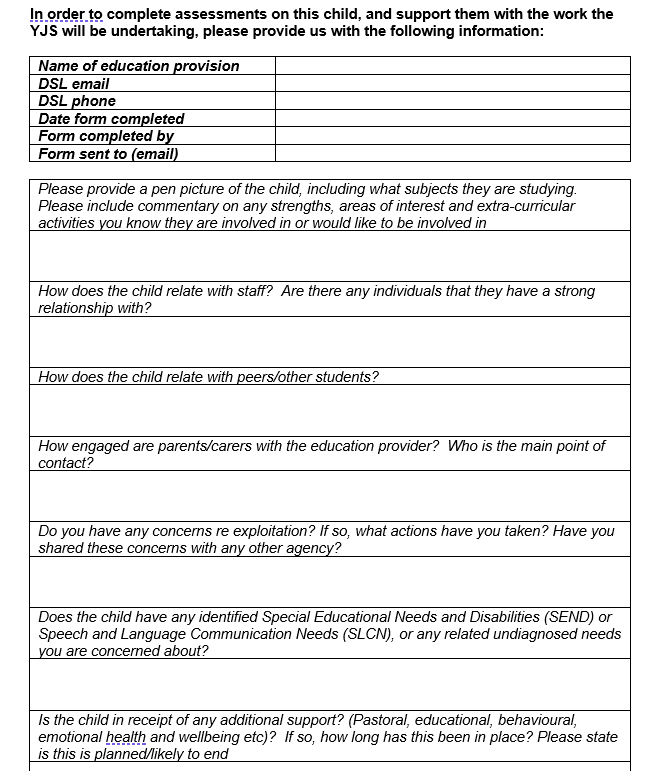 In order to complete assessments on this child, and support them with the work the
YJS will be undertaking, please provide us with the following information:
Name of education provision
DSL email
DSL phone
Date form completed
Form completed by
Form sent to (email)
Please provide a pen picture of the child, including what subjects they are studying.
Please include commentary on any strengths, areas of interest and extra-curricular
activities you know they are involved in or would like to be involved in
How does the child relate with staff?  Are there any individuals that they have a strong
relationship with?
How does the child relate with peers/other students?
How engaged are parents/carers with the education provider?  Who is the main point of
contact?
Do you have any concerns re exploitation? If so, what actions have you taken? Have you
shared these concerns with any other agency?
Does the child have any identified Special Educational Needs and Disabilities (SEND) or
Speech and Language Communication Needs (SLCN), or any related undiagnosed needs
you are concerned about?
Is the child in receipt of any additional support? (Pastoral, educational, behavioural,
emotional health and wellbeing etc)?  If so, how long has this been in place? Please state
is this is planned/likely to end